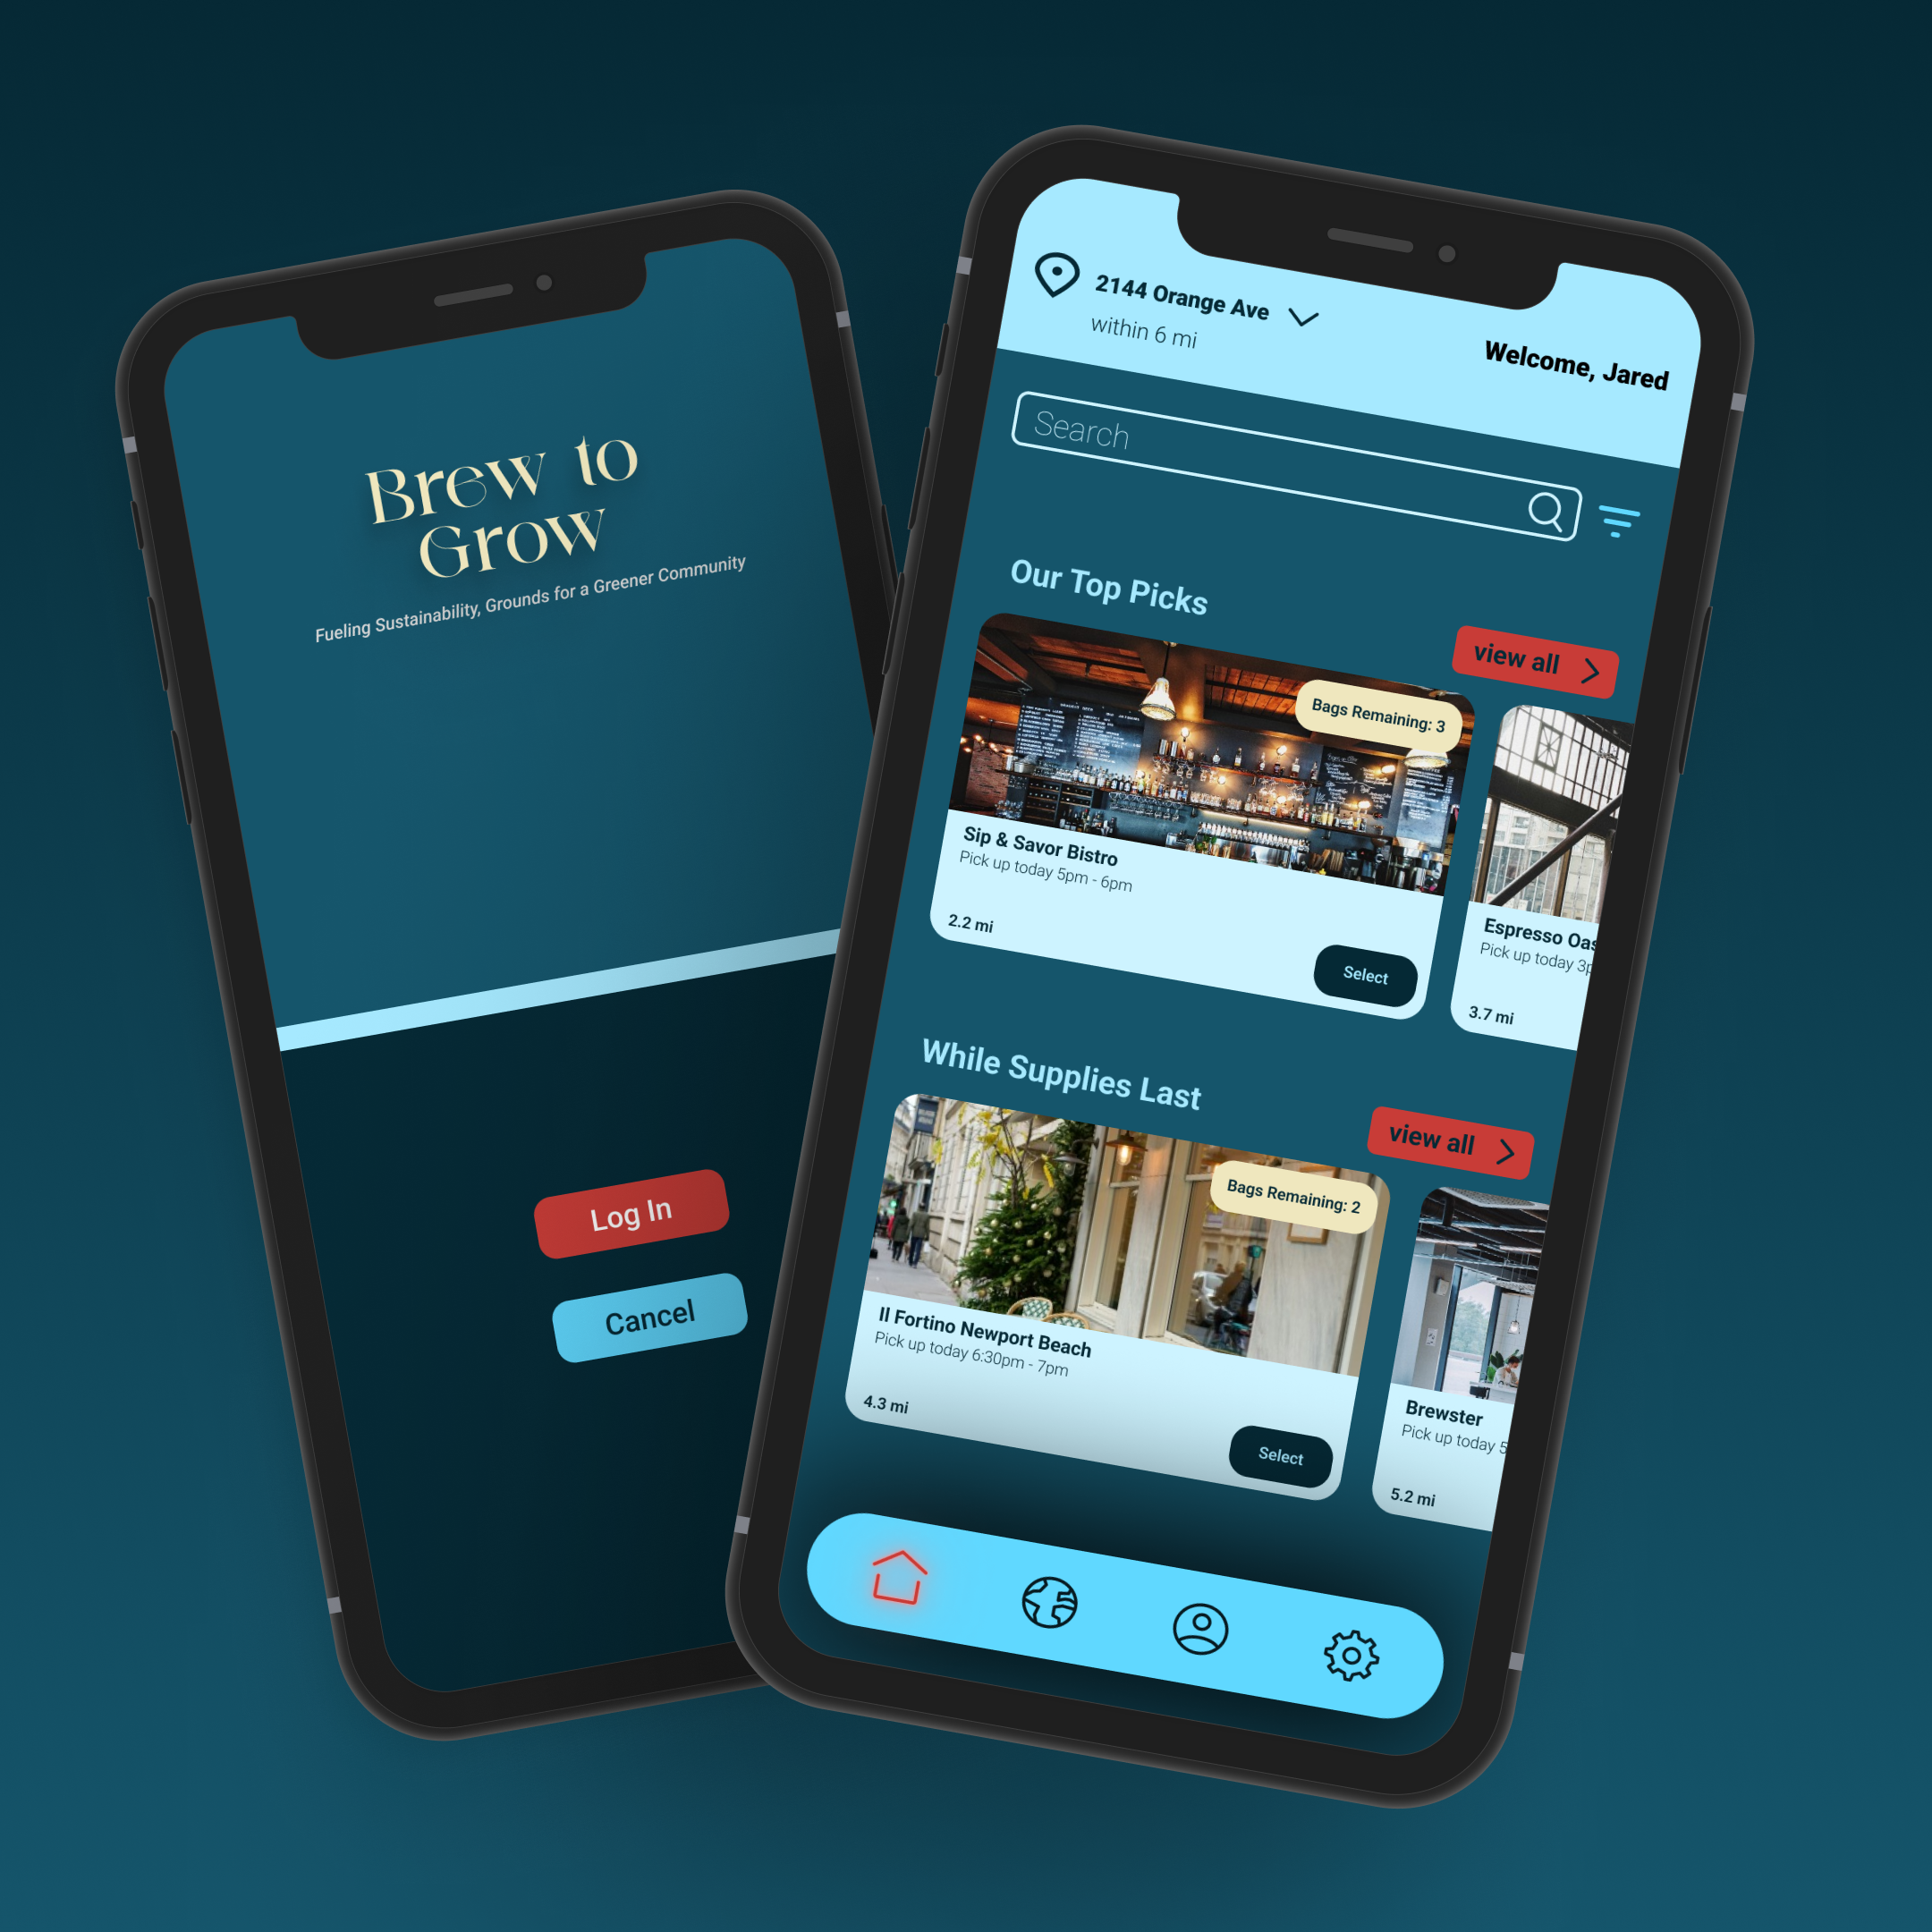 Brew to
Grow
Fueling Sustainability, Grounds for a Greener Community
Log In
Cancel
2144 Orange Ave
within 6 mi
Welcome, Jared
Search
Our Top Picks
view all
Bags Remaining: 3
Sip & Savor Bistro
Pick up today 5pm - 6pm
2.2 mi
Select
Espresso Oas
Pick up today 3p
3.7 mi
While Supplies Last
view all
Bags Remaining: 2
Il Fortino Newport Beach
Pick up today 6:30pm - 7pm
4.3 mi
Select
Brewster
Pick up today 5
5.2 mi